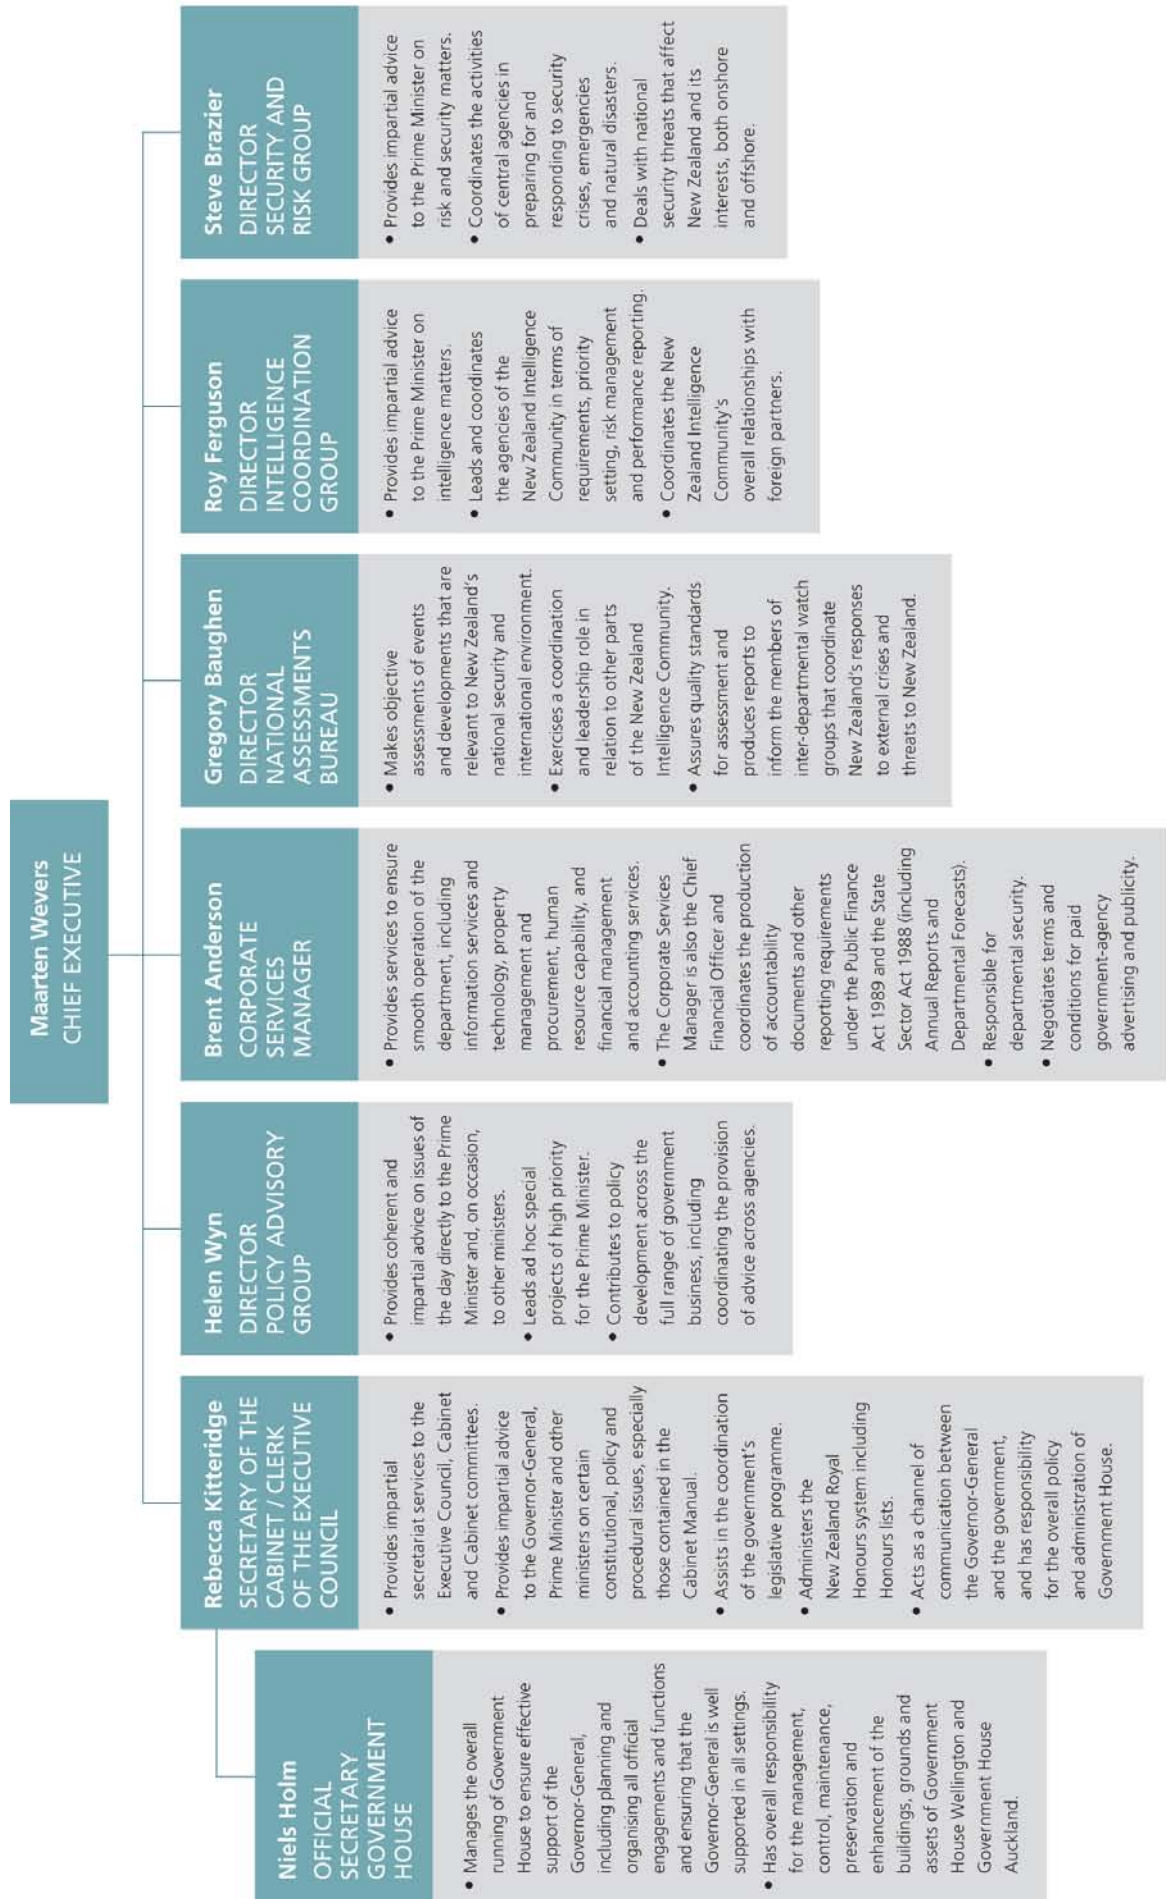 Maarten Wevers
CHIEF EXECUTIVE
Niels Holm
OFFICIAL
SECRETARY
GOVERNMENT
HOUSE
• Manages the overall
running of Government
House to ensure effective
support of the
Governor-General,
including planning and
organising all official
engagements and functions
and ensuring that the
Governor-General is well
supported in all settings.
• Has overall responsibility
for the management,
control, maintenance,
preservation and
enhancement of the
buildings, grounds and
assets of Government
House Wellington and
Government House
Auckland.
Rebecca Kitteridge
SECRETARY OF THE
CABINET / CLERK
OF THE EXECUTIVE
COUNCIL
• Provides impartial
secretariat services to the
Executive Council, Cabinet
and Cabinet committees.
• Provides impartial advice
to the Governor-General,
Prime Minister and other
ministers on certain
constitutional, policy and
procedural issues, especially
those contained in the
Cabinet Manual.
• Assists in the coordination
of the government's
legislative programme.
• Administers the
New Zealand Royal
Honours system including
Honours lists.
• Acts as a channel of
communication between
the Governor-General
and the government,
and has responsibility
for the overall policy
and administration of
Government House.
Helen Wyn
DIRECTOR
POLICY ADVISORY
GROUP
• Provides coherent and
impartial advice on issues of
the day directly to the Prime
Minister and, on occasion,
to other ministers.
• Leads ad hoc special
projects of high priority
for the Prime Minister.
• Contributes to policy
development across the
full range of government
business, including
coordinating the provision
of advice across agencies.
Brent Anderson
CORPORATE
SERVICES
MANAGER
• Provides services to ensure
smooth operation of the
department, including
information services and
technology, property
management and
procurement, human
resource capability, and
financial management
and accounting services.
• The Corporate Services
Manager is also the Chief
Financial Officer and
coordinates the production
of accountability
documents and other
reporting requirements
under the Public Finance
Act 1989 and the State
Sector Act 1988 (including
Annual Reports and
Departmental Forecasts).
• Responsible for
departmental security.
• Negotiates terms and
conditions for paid
government-agency
advertising and publicity.
Gregory Baughen
DIRECTOR
NATIONAL
ASSESSMENTS
BUREAU
• Makes objective
assessments of events
and developments that are
relevant to New Zealand's
national security and
international environment.
• Exercises a coordination
and leadership role in
relation to other parts
of the New Zealand
Intelligence Community.
• Assures quality standards
for assessment and
produces reports to
inform the members of
inter-departmental watch
groups that coordinate
New Zealand's responses
to external crises and
threats to New Zealand.
Roy Ferguson
DIRECTOR
INTELLIGENCE
COORDINATION
GROUP
• Provides impartial advice
to the Prime Minister on
intelligence matters.
• Leads and coordinates
the agencies of the
New Zealand Intelligence
Community in terms of
requirements, priority
setting, risk management
and performance reporting.
• Coordinates the New
Zealand Intelligence
Community's
overall relationships with
foreign partners.
Steve Brazier
DIRECTOR
SECURITY AND
RISK GROUP
• Provides impartial advice
to the Prime Minister on
risk and security matters.
• Coordinates the activities
of central agencies in
preparing for and
responding to security
crises, emergencies
and natural disasters.
• Deals with national
security threats that affect
New Zealand and its
interests, both onshore
and offshore.